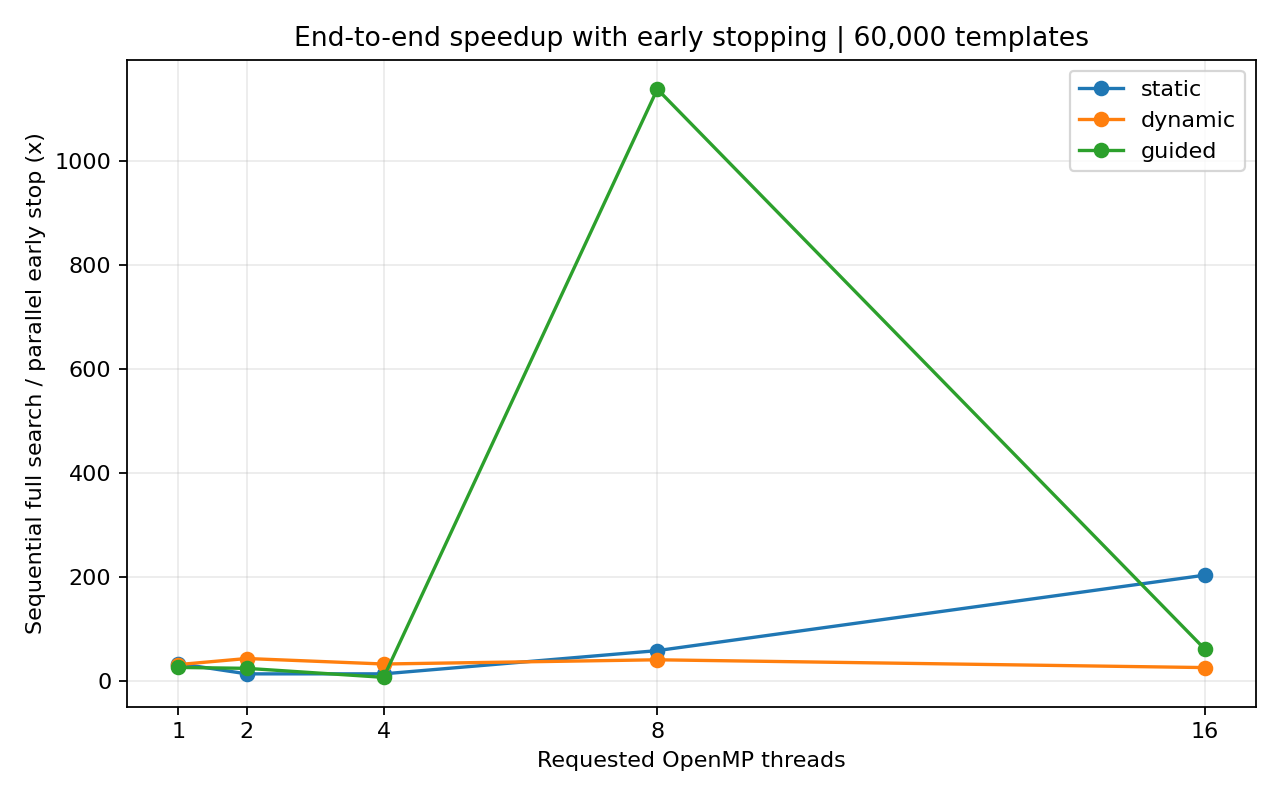 End-to-end speedup with early stopping | 60,000 templates
Sequential full search / parallel early stop (x)
1000
800
600
400
200
0
static
dynamic
guided
1 2 4 8 16
Requested OpenMP threads